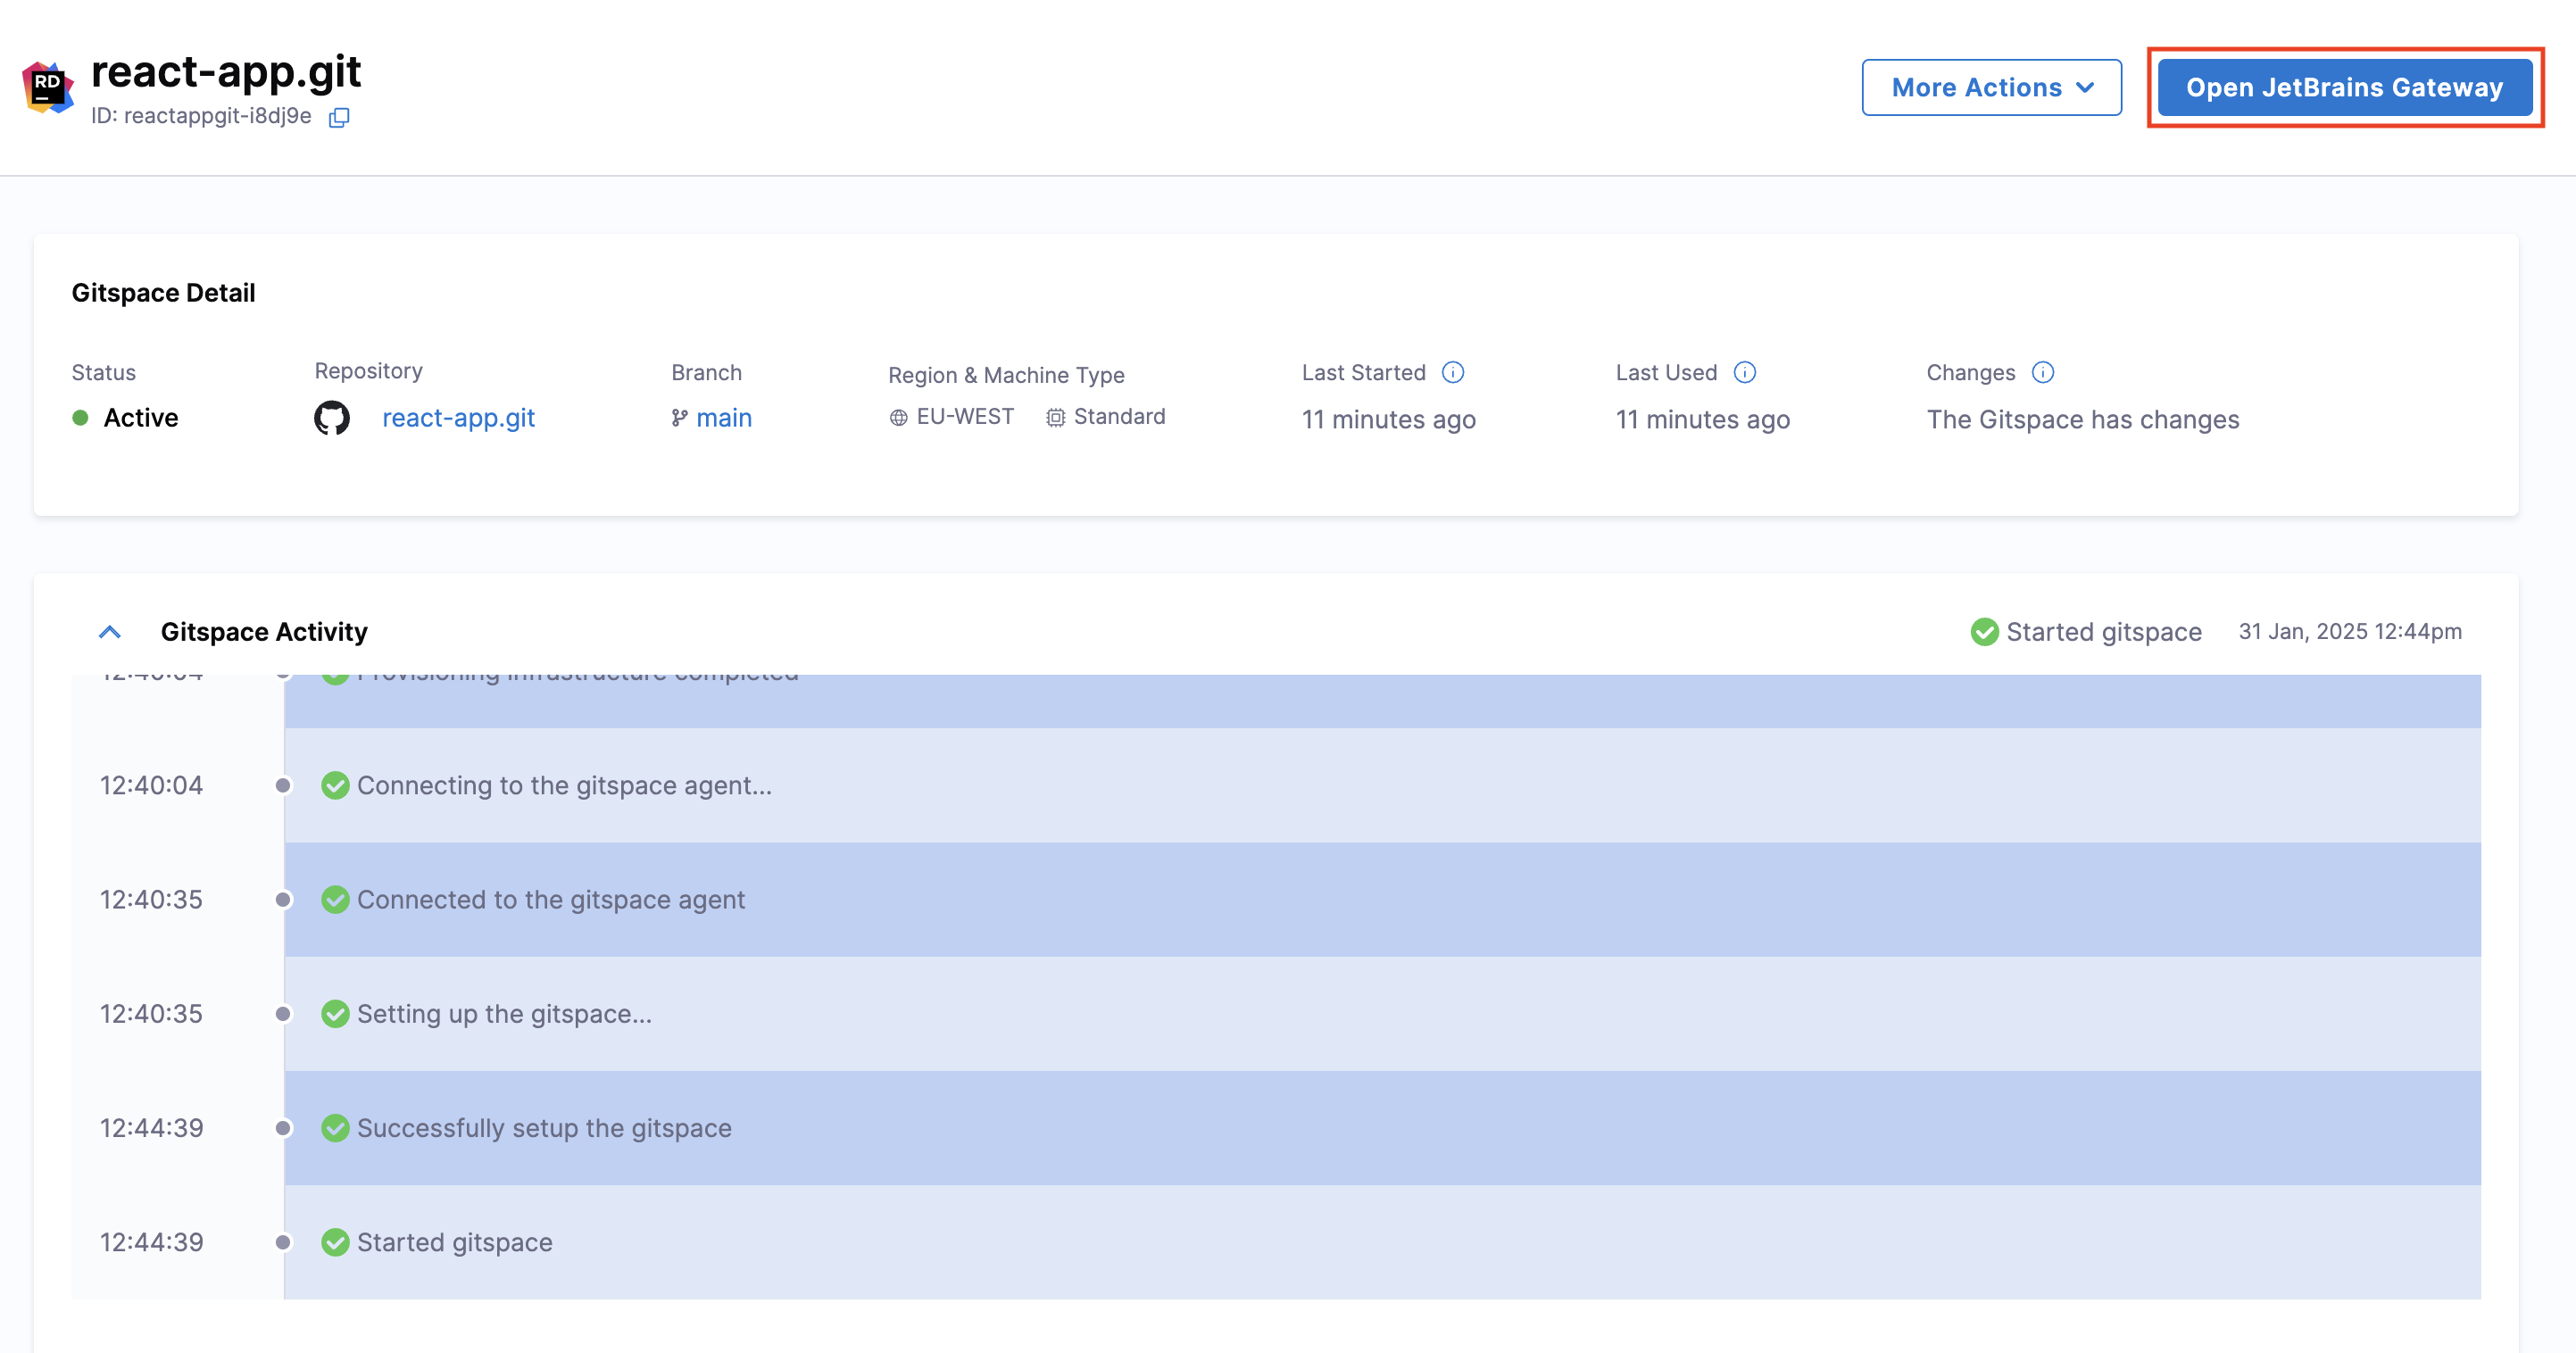 RD
react-app.git
ID: reactappgit-i8dj9e
More Actions
Open JetBrains Gateway
Gitspace Detail
Status
Repository
Branch
Region & Machine Type
Last Started
Last Used
Changes
Active
react-app.git
main
EU-WEST
Standard
11 minutes ago
11 minutes ago
The Gitspace has changes
Gitspace Activity
Started gitspace
31 Jan, 2025 12:44pm
Provisioning infrastructure completed
12:40:04 Connecting to the gitspace agent...
12:40:35 Connected to the gitspace agent
12:40:35 Setting up the gitspace...
12:44:39 Successfully setup the gitspace
12:44:39 Started gitspace